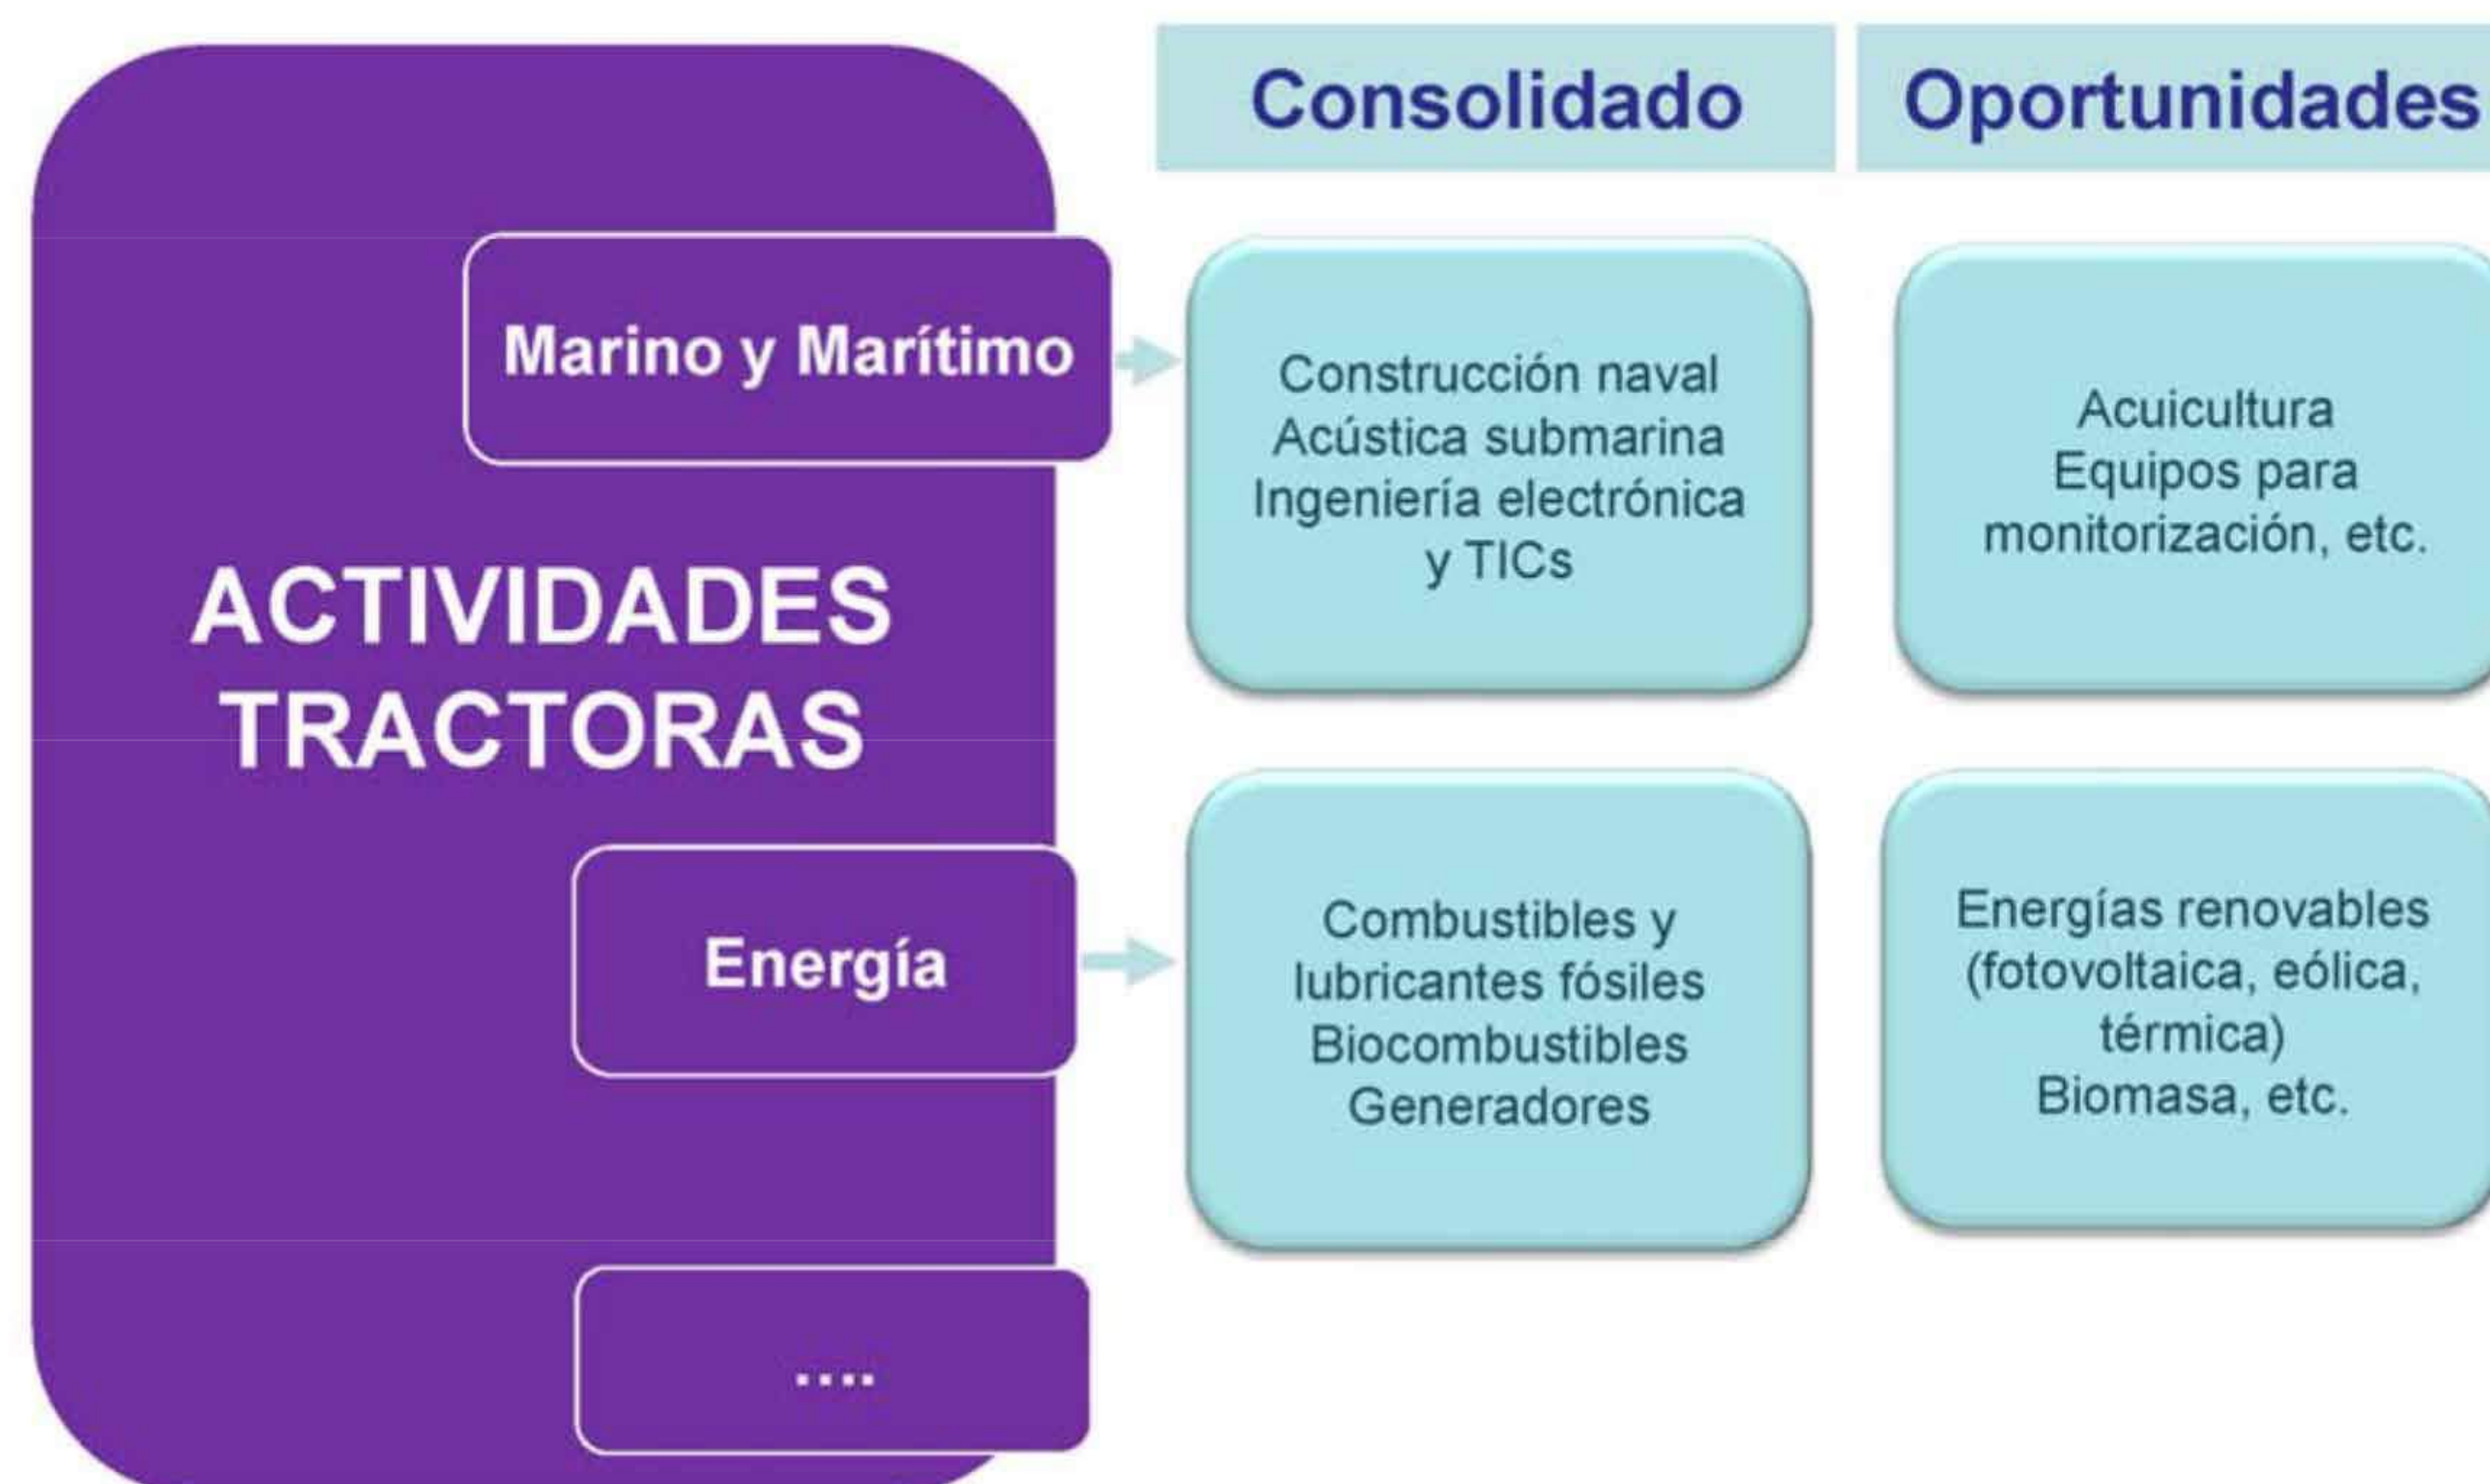 Consolidado
Oportunidades
Marino y Marítimo
Construcción naval
Acústica submarina
Ingeniería electrónica
y TICs
Acuicultura
Equipos para
monitorización, etc.
ACTIVIDADES
TRACTORAS
Energía
Combustibles y
lubricantes fósiles
Biocombustibles
Generadores
Energías renovables
(fotovoltaica, eólica,
térmica)
Biomasa, etc.
....